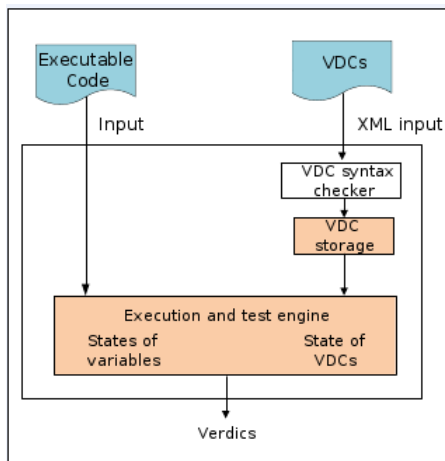 Executable
Code
VDCs
Input
XML input
VDC syntax
checker
VDC
storage
Execution and test engine
States of
variables
State of
VDCs
Verdics